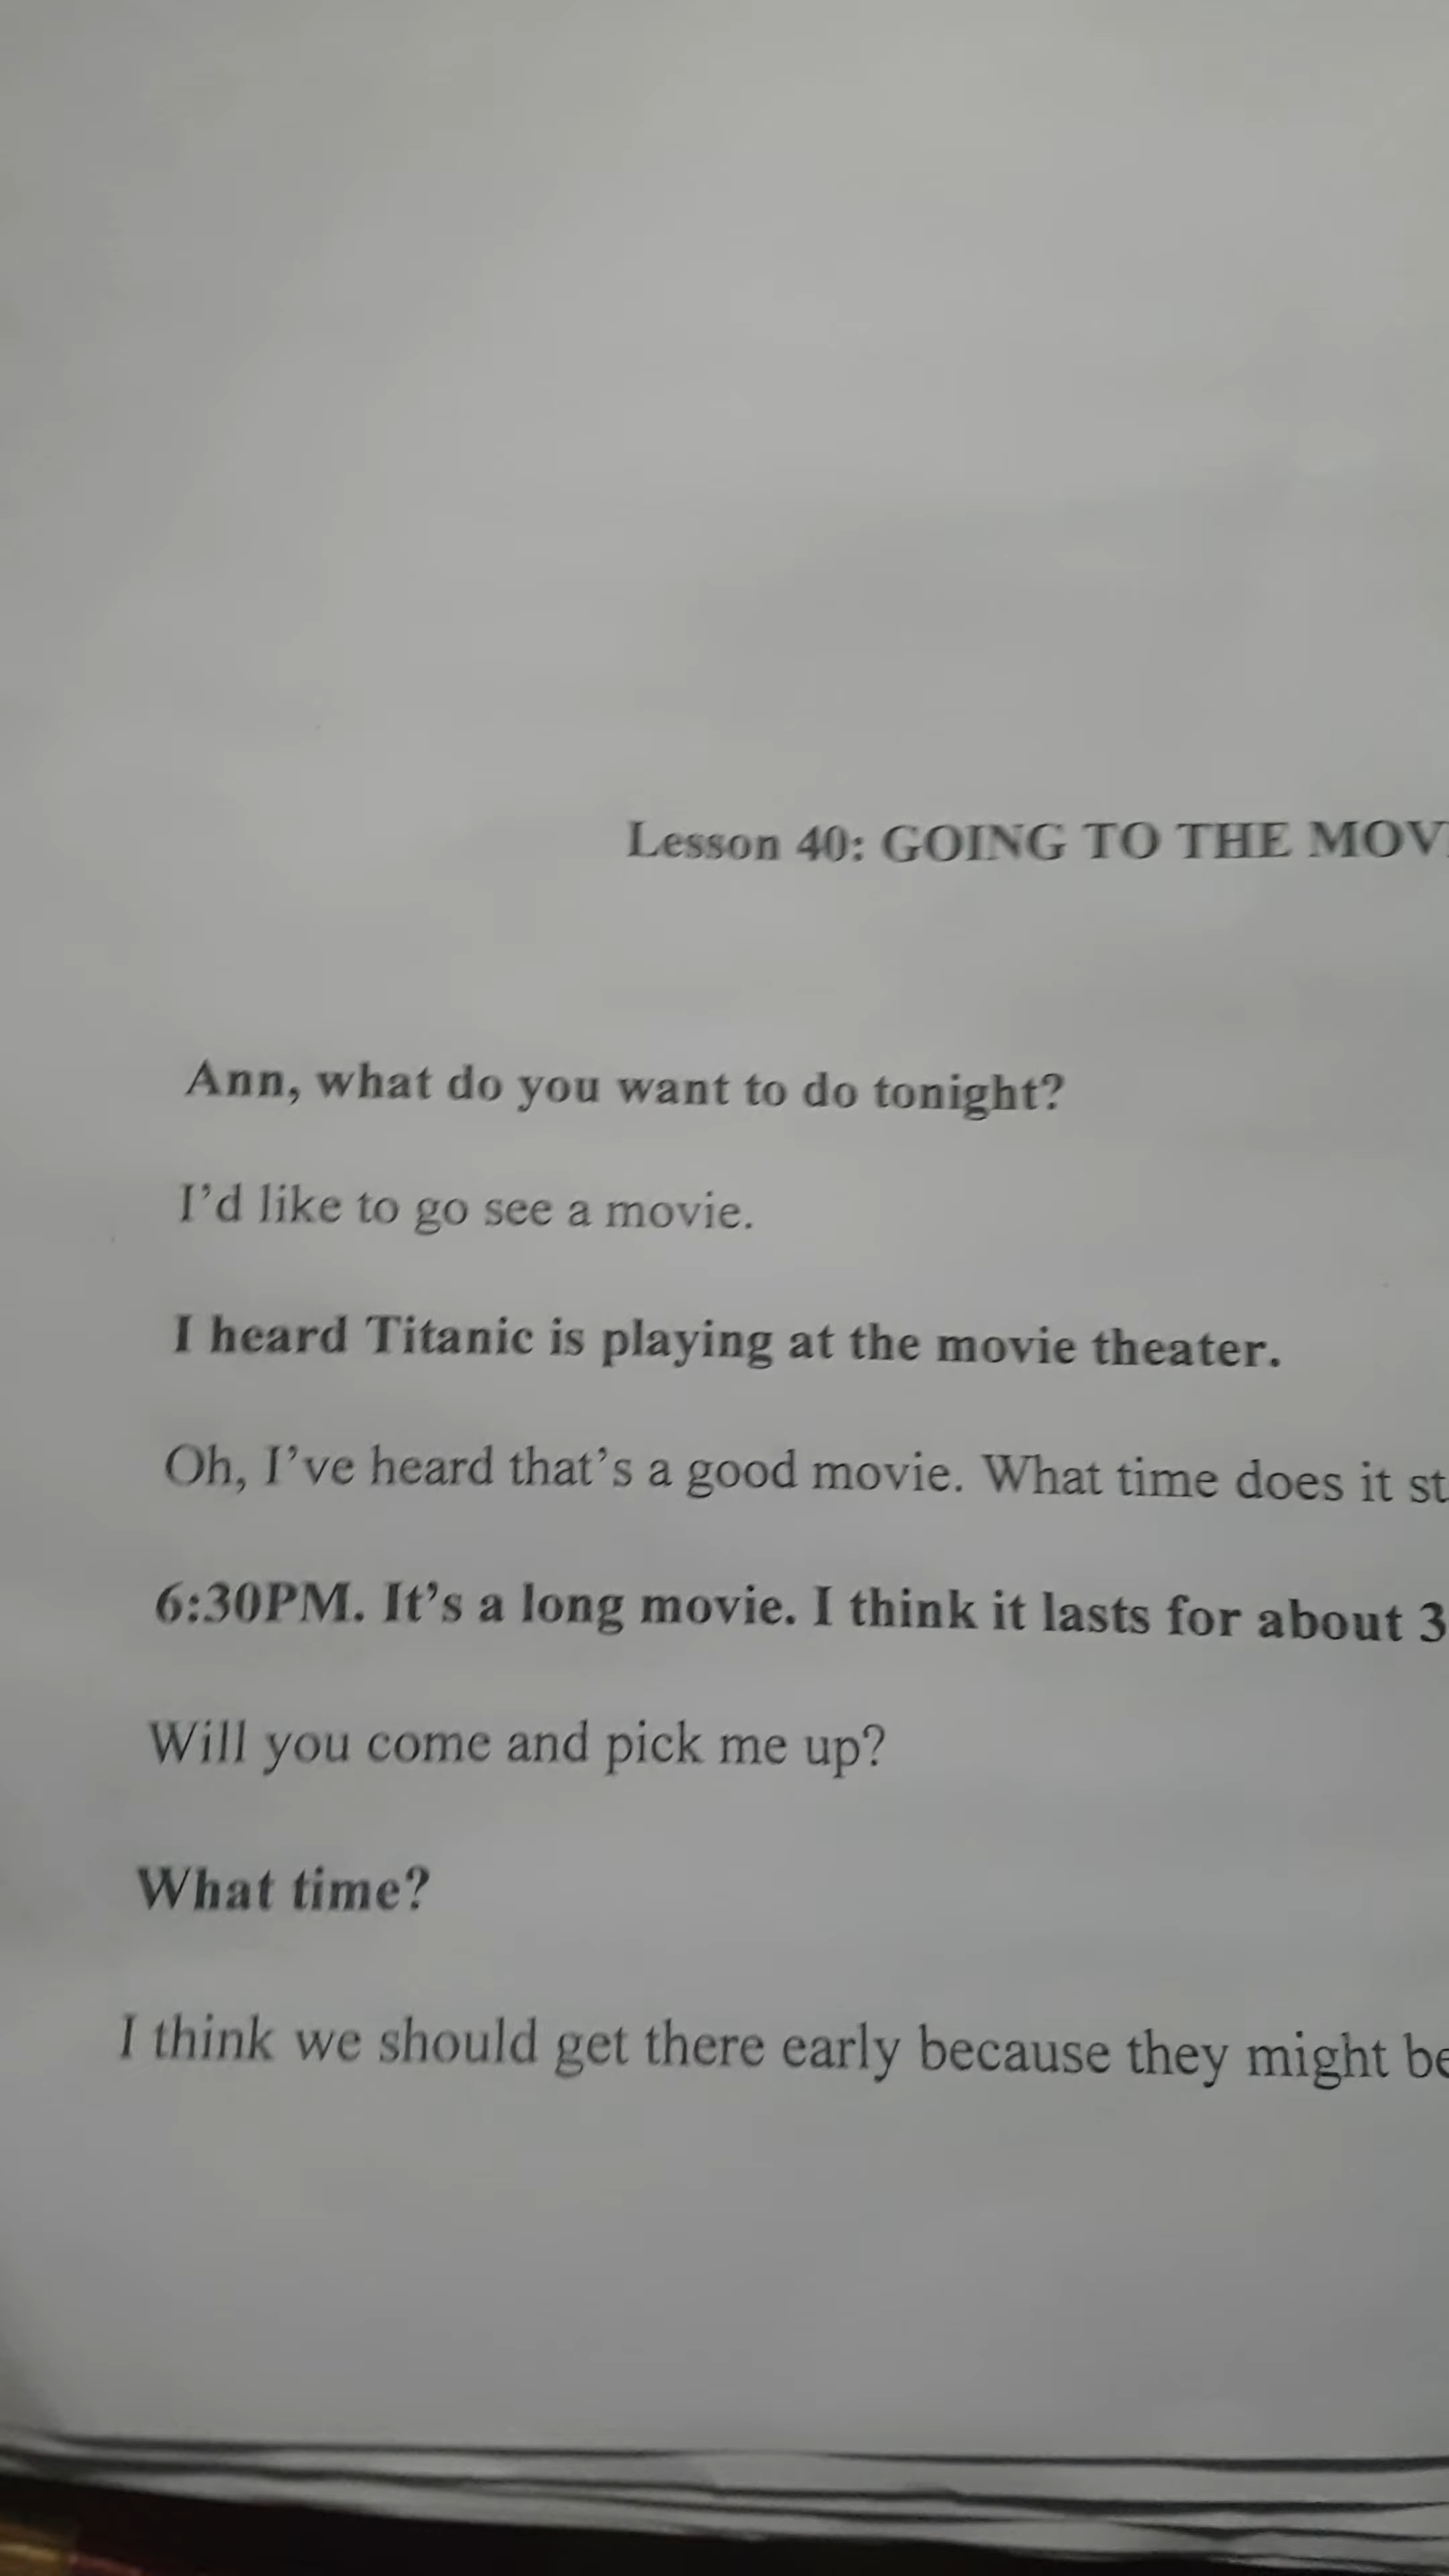 Lesson 40: GOING TO THE MOV
Ann, what do you want to do tonight?
I'd like to go see a movie.
I heard Titanic is playing at the movie theater.
Oh, I've heard that's a good movie. What time does it st
6:30PM. It's a long movie. I think it lasts for about 3
Will you come and pick me up?
What time?
I think we should get there early because they might be